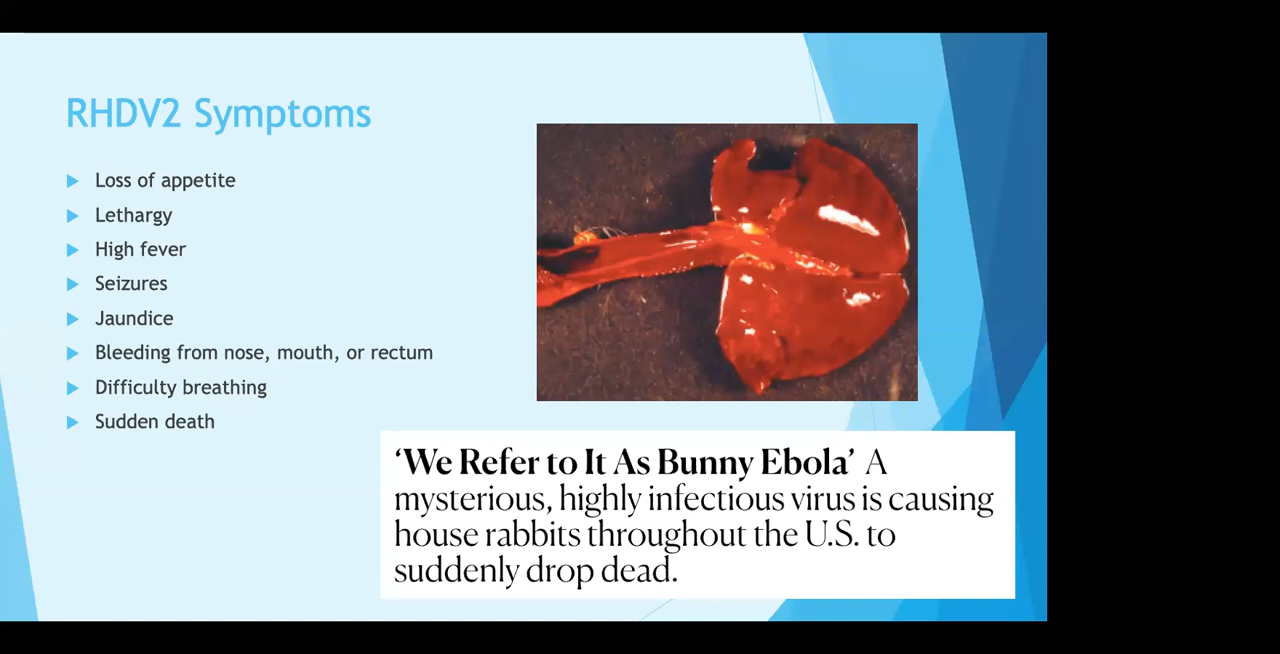 RHDV2 Symptoms
Loss of appetite
Lethargy
High fever
Seizures
Jaundice
Bleeding from nose, mouth, or rectum
Difficulty breathing
Sudden death
‘We Refer to It As Bunny Ebola’ A
mysterious, highly infectious virus is causing
house rabbits throughout the U.S. to
suddenly drop dead.